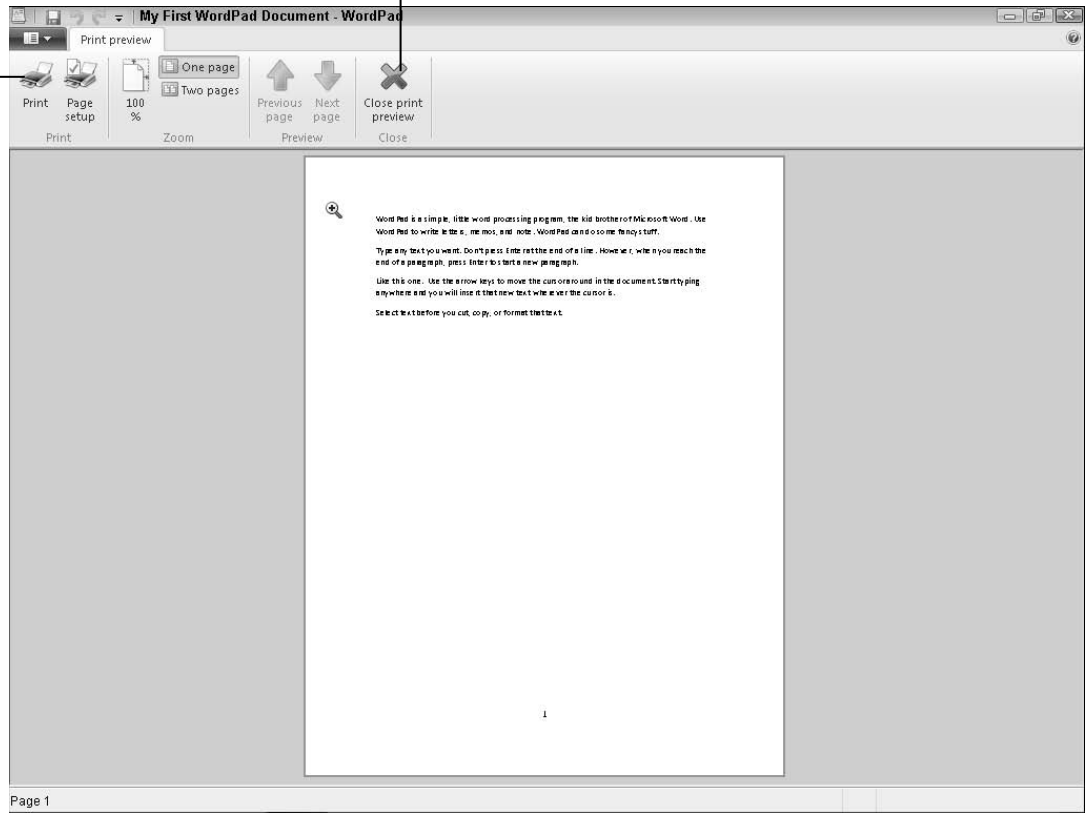 My First WordPad Document - WordPad
Print preview
Print
Page setup
100 %
One page
Two pages
Previous page
Next page
Close print preview
Print
Zoom
Preview
Close
WordPad is a simple, little word processing program, the kid brother of Microsoft Word. Use
WordPad to write letters, memos, and note. WordPad can do some fancy stuff.
Type any text you want. Don't press Enter at the end of a line. However, when you reach the
end of a paragraph, press Enter to start a new paragraph.
Like this one. Use the arrow keys to move the cursor around in the document. Start typing
anywhere and you will insert that new text wherever the cursor is.
Select text before you cut, copy, or format that text.
1
Page 1